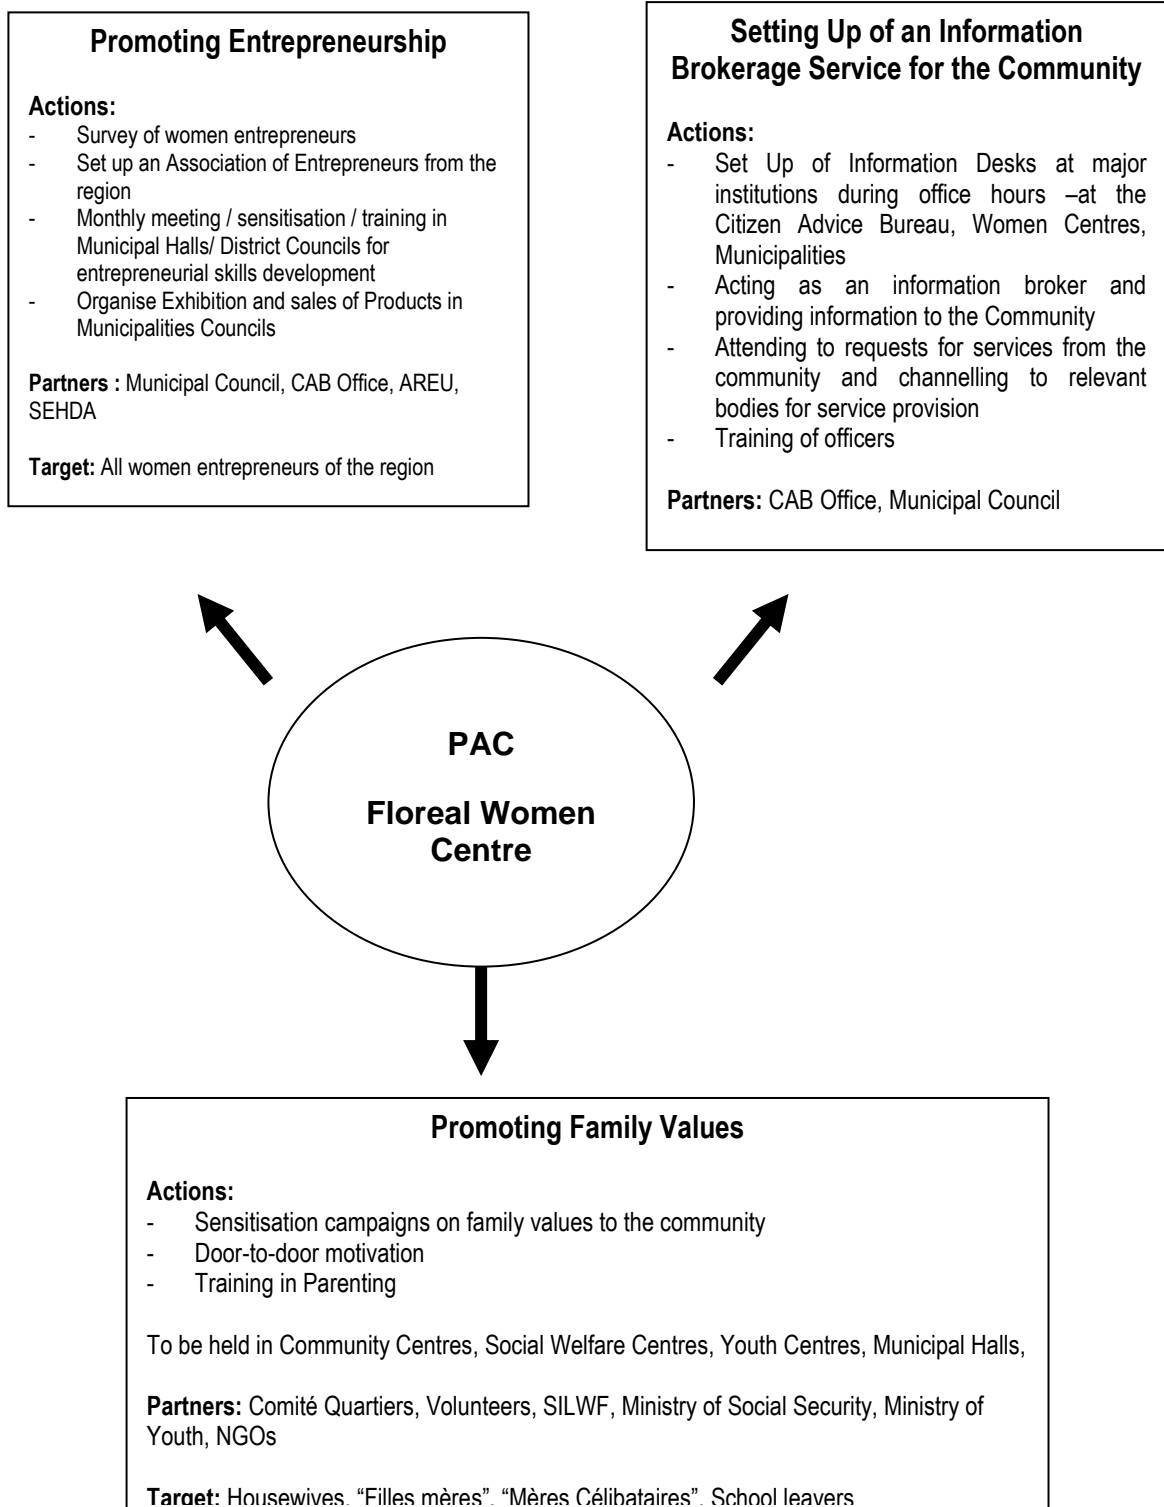 Promoting Entrepreneurship
Actions:
- Survey of women entrepreneurs
- Set up an Association of Entrepreneurs from the
region
- Monthly meeting / sensitisation / training in
Municipal Halls/ District Councils for
entrepreneurial skills development
- Organise Exhibition and sales of Products in
Municipalities Councils
Partners : Municipal Council, CAB Office, AREU,
SEHDA
Target: All women entrepreneurs of the region
Setting Up of an Information
Brokerage Service for the Community
Actions:
- Set Up of Information Desks at major
institutions during office hours –at the
Citizen Advice Bureau, Women Centres,
Municipalities
- Acting as an information broker and
providing information to the Community
- Attending to requests for services from the
community and channelling to relevant
bodies for service provision
- Training of officers
Partners: CAB Office, Municipal Council
PAC
Floreal Women
Centre
Promoting Family Values
Actions:
- Sensitisation campaigns on family values to the community
- Door-to-door motivation
- Training in Parenting
To be held in Community Centres, Social Welfare Centres, Youth Centres, Municipal Halls,
Partners: Comité Quartiers, Volunteers, SILWF, Ministry of Social Security, Ministry of
Youth, NGOs
Target: Housewives, “Filles mères”, “Mères Célibataires”, School leavers